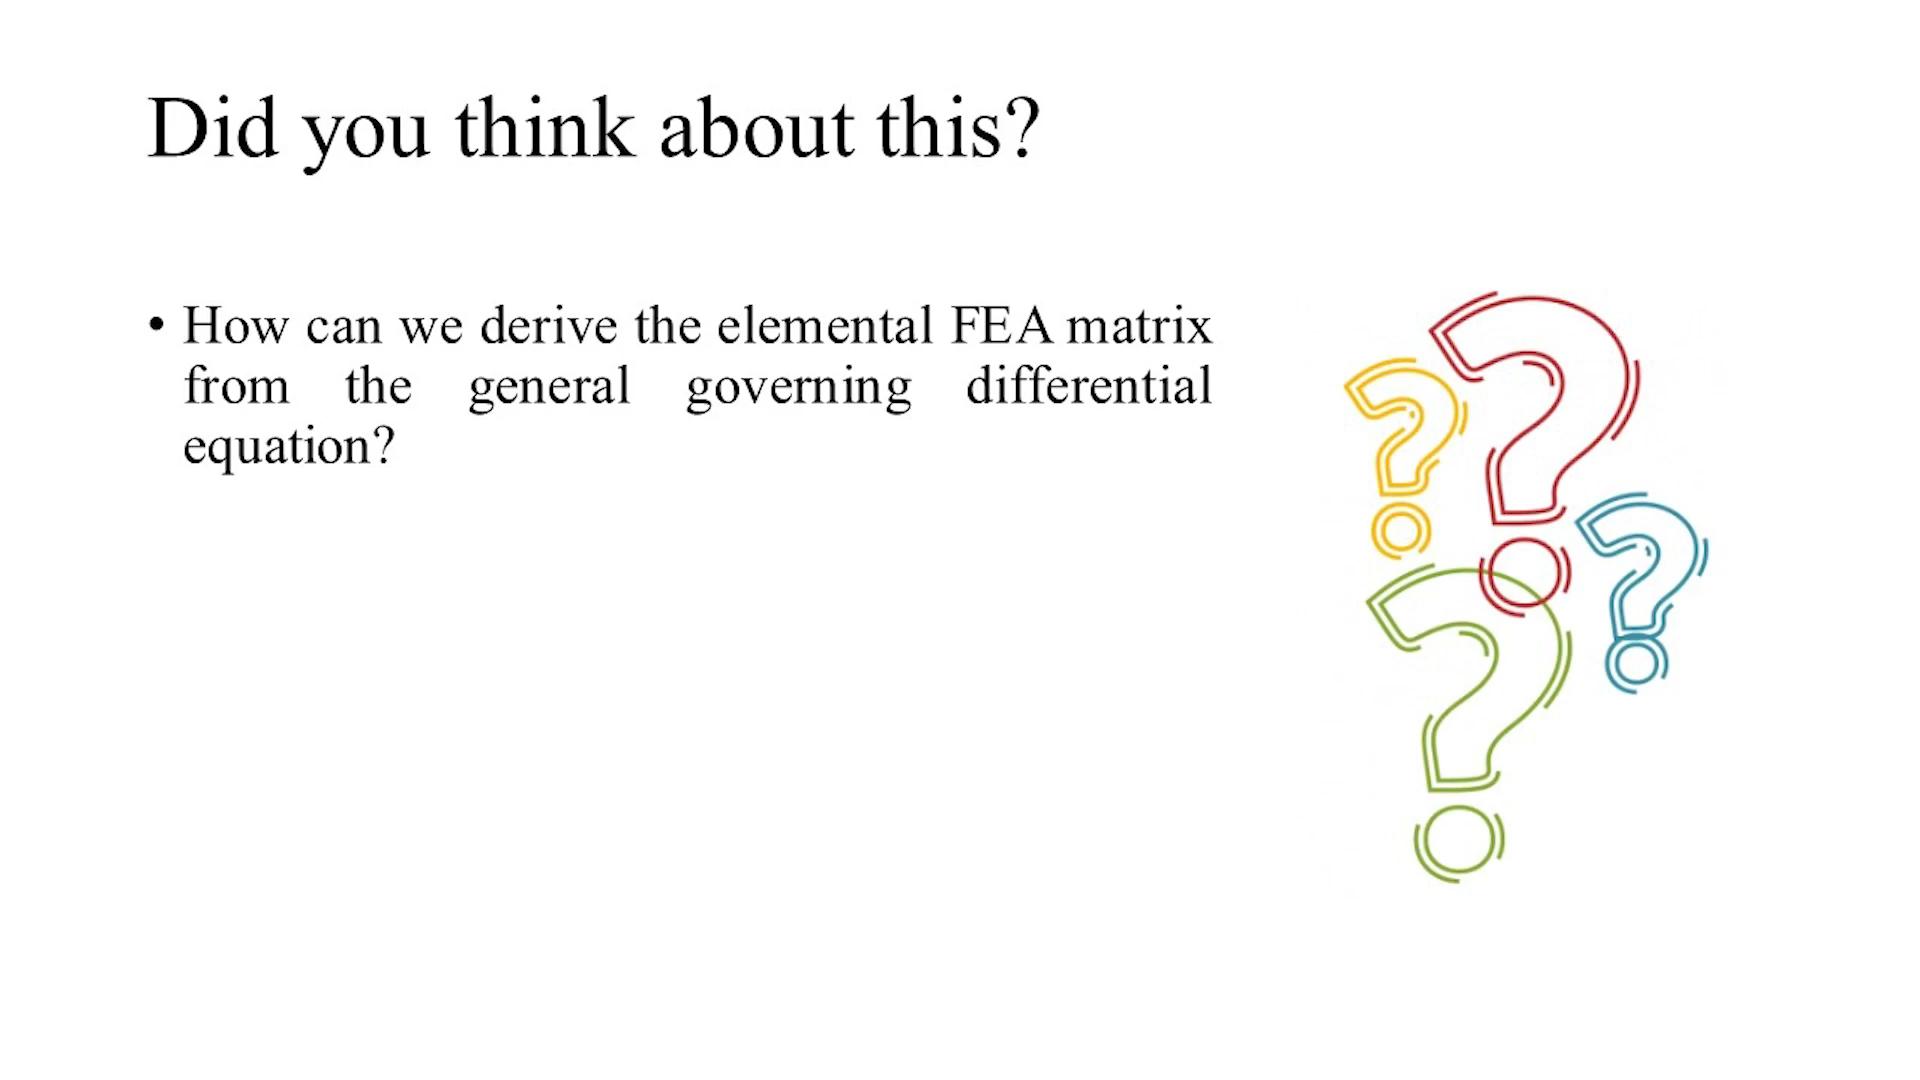 Did you think about this?
• How can we derive the elemental FEA matrix
from the general governing differential
equation?